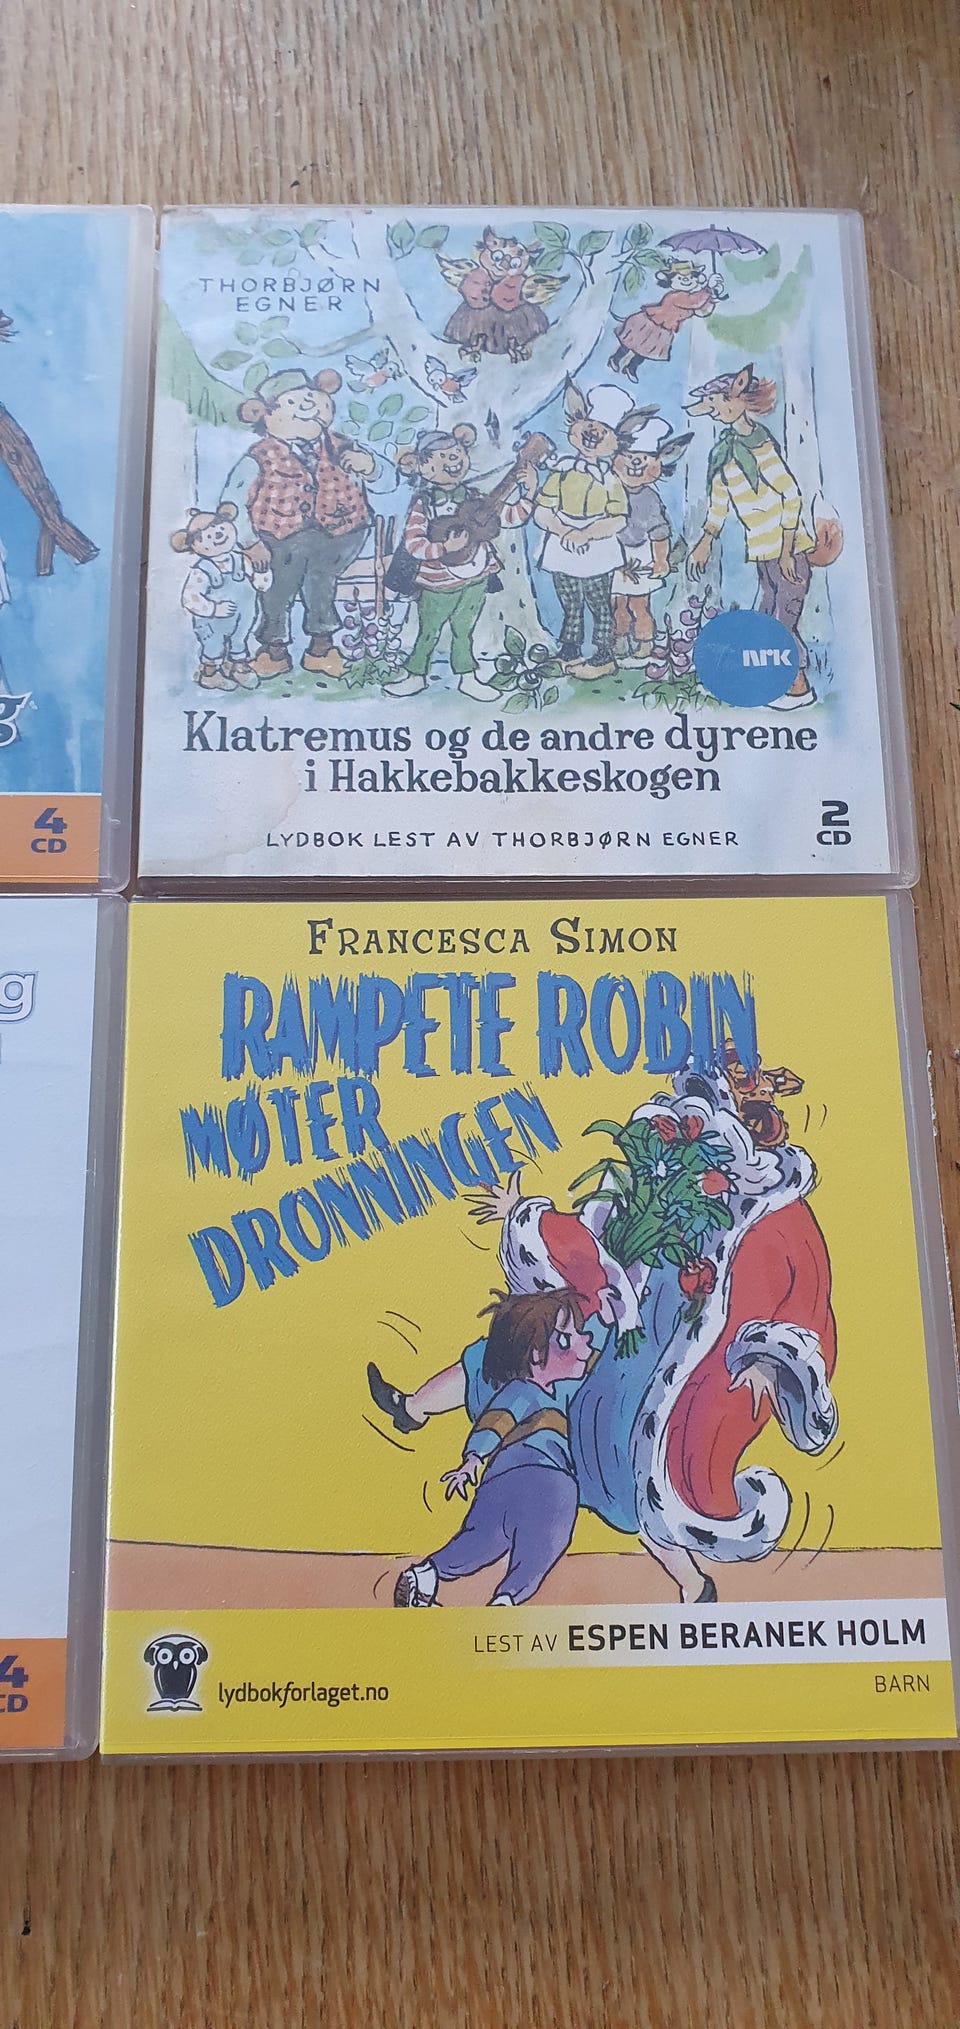 THORBJØRN
EGNER
nrk
Klatremus og de andre dyrene
i Hakkebakkeskogen
LYDBOK LEST AV THORBJØRN EGNER
2
CD
g
4
CD
FRANCESCA SIMON
RAMPETE ROBIN
MØTER
DRONNINGEN
LEST AV ESPEN BERANEK HOLM
BARN
lydbokforlaget.no
g
4
CD